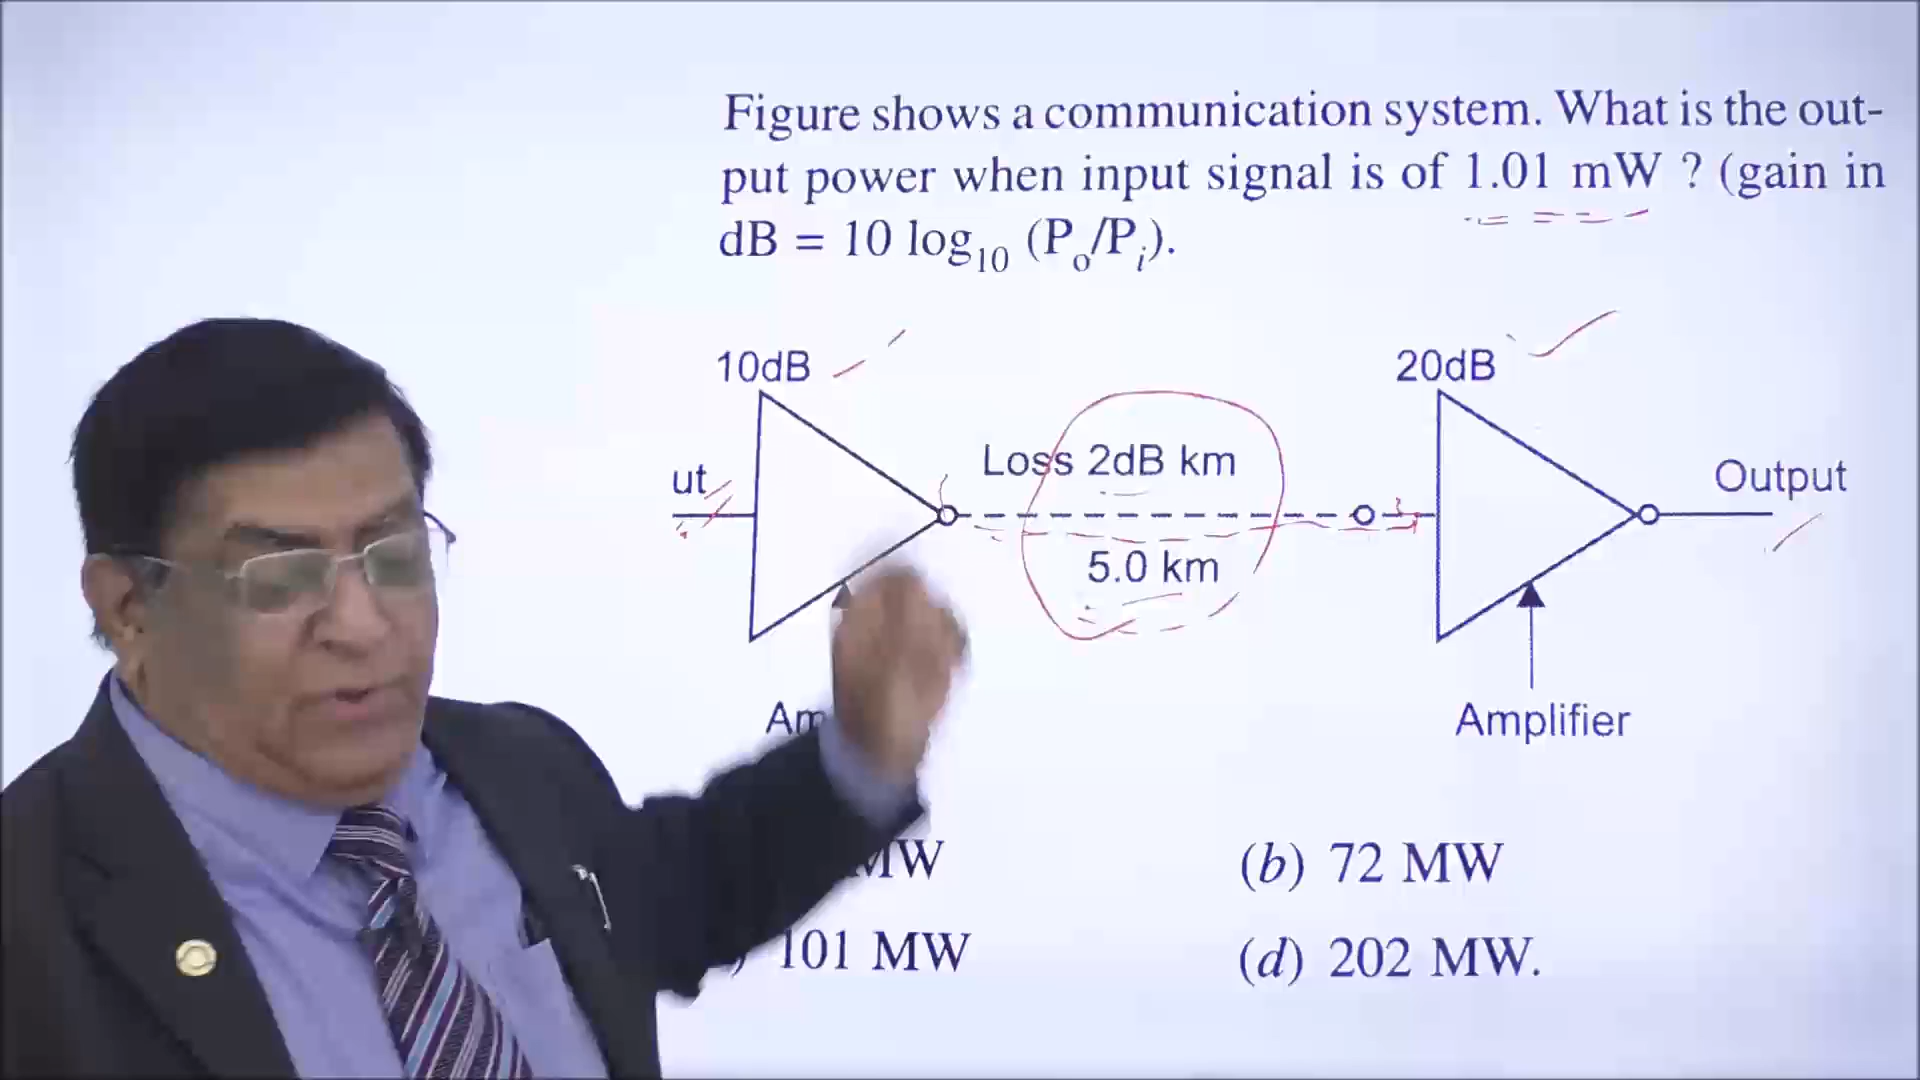 Figure shows a communication system. What is the out-
put power when input signal is of 1.01 mW ? (gain in
dB = 10 log10 (Po/Pi).
10dB
20dB
Loss 2dB km
ut
Output
5.0 km
Am
Amplifier
MW
(b) 72 MW
) 101 MW
(d) 202 MW.